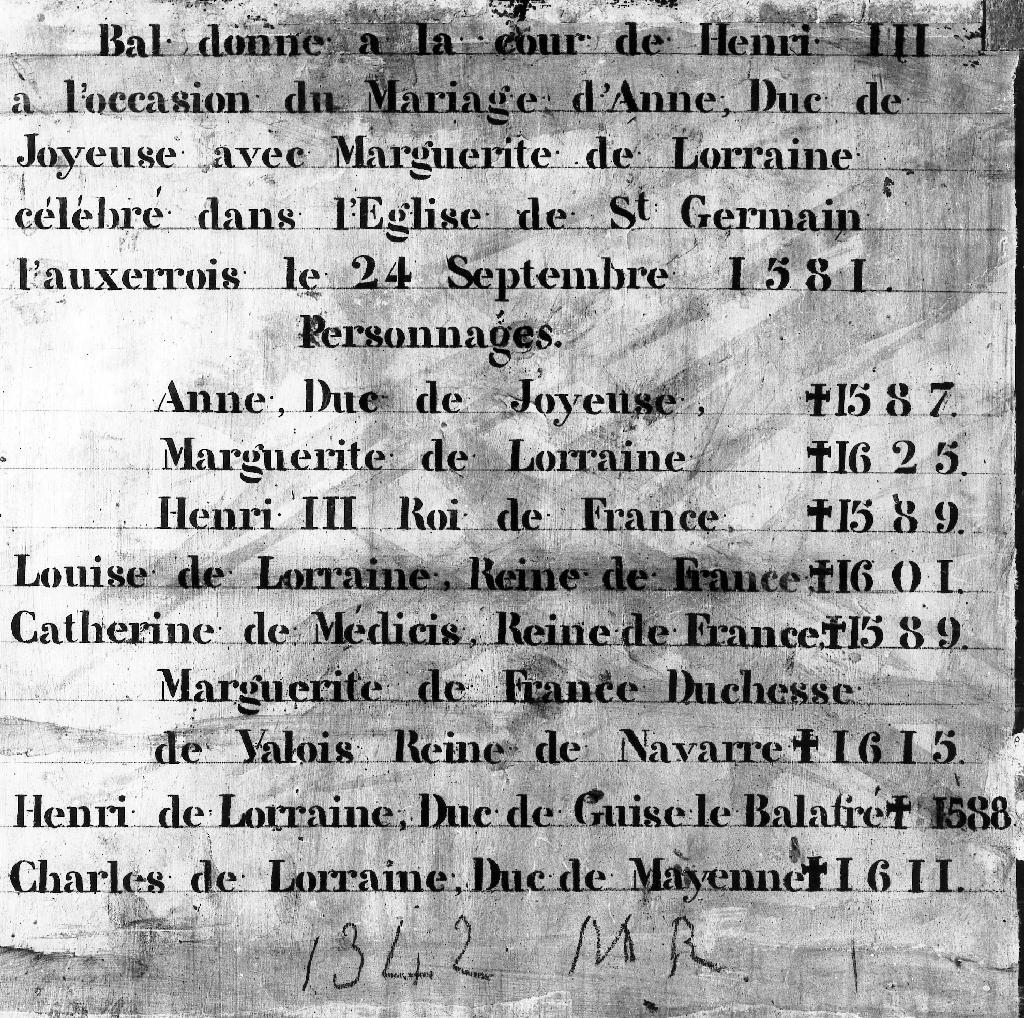 Bal donne a la cour de Henri III
a l'occasion du Mariage d'Anne, Duc de
Joyeuse avec Marguerite de Lorraine
célébré dans l'Eglise de St Germain
l'auxerrois le 24 Septembre 1581.
Personnages.
Anne, Duc de Joyeuse, ✝1587.
Marguerite de Lorraine ✝1625.
Henri III Roi de France. ✝1589.
Louise de Lorraine, Reine de France ✝1601.
Catherine de Médicis, Reine de France, ✝1589.
Marguerite de France Duchesse
de Valois Reine de Navarre ✝1615.
Henri de Lorraine, Duc de Guise le Balafré ✝ 1588
Charles de Lorraine, Duc de Mayenne ✝1611.
1342 MR.